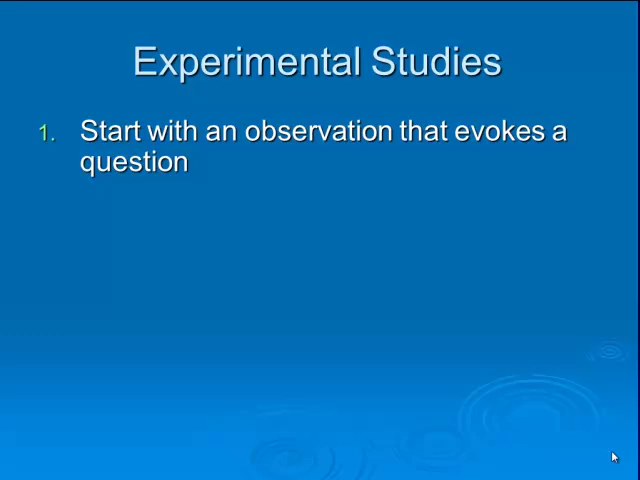 Experimental Studies
1. Start with an observation that evokes a
question